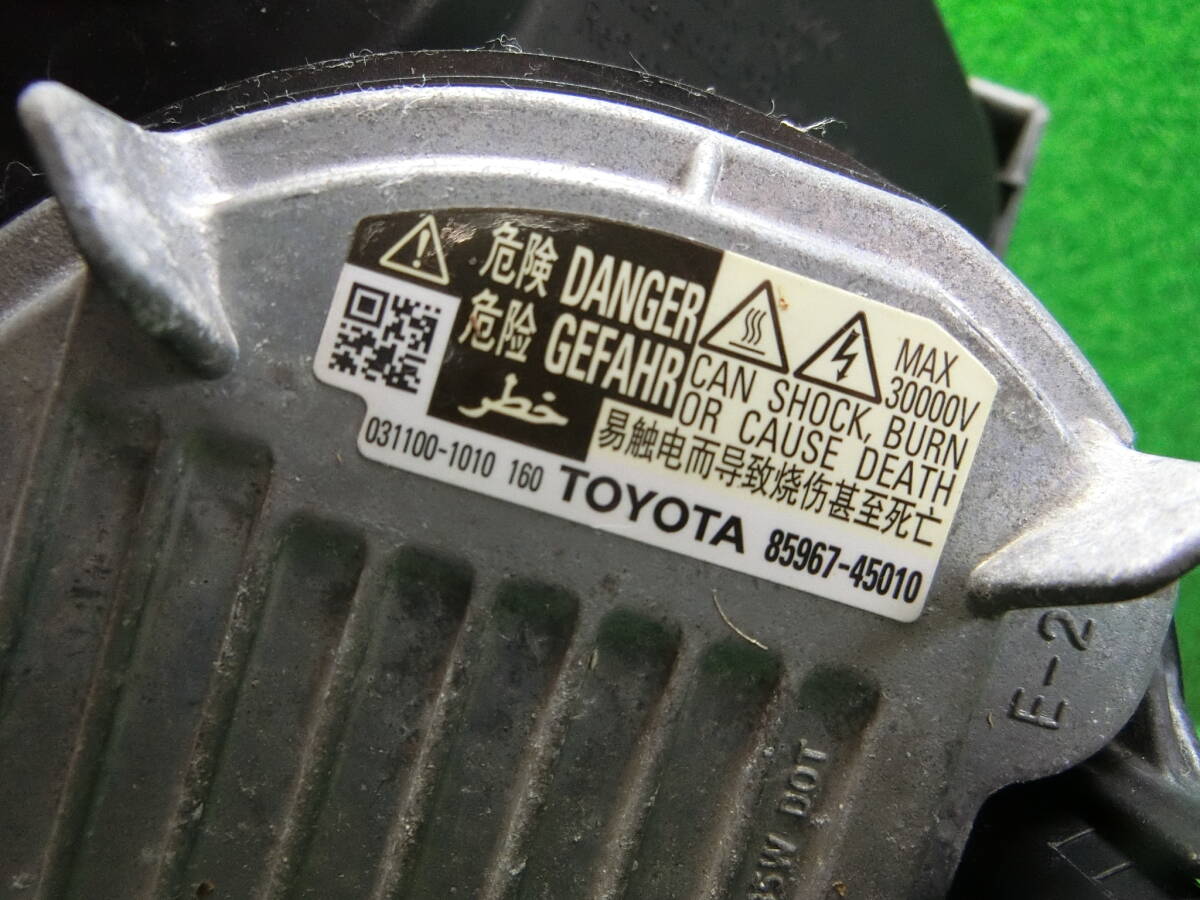 危険 DANGER
危险 GEFAHR
خطر
MAX
30000V
CAN SHOCK, BURN
OR CAUSE DEATH
易触电而导致烧伤甚至死亡
031100-1010 160 TOYOTA 85967-45010
E-2
35W DOT